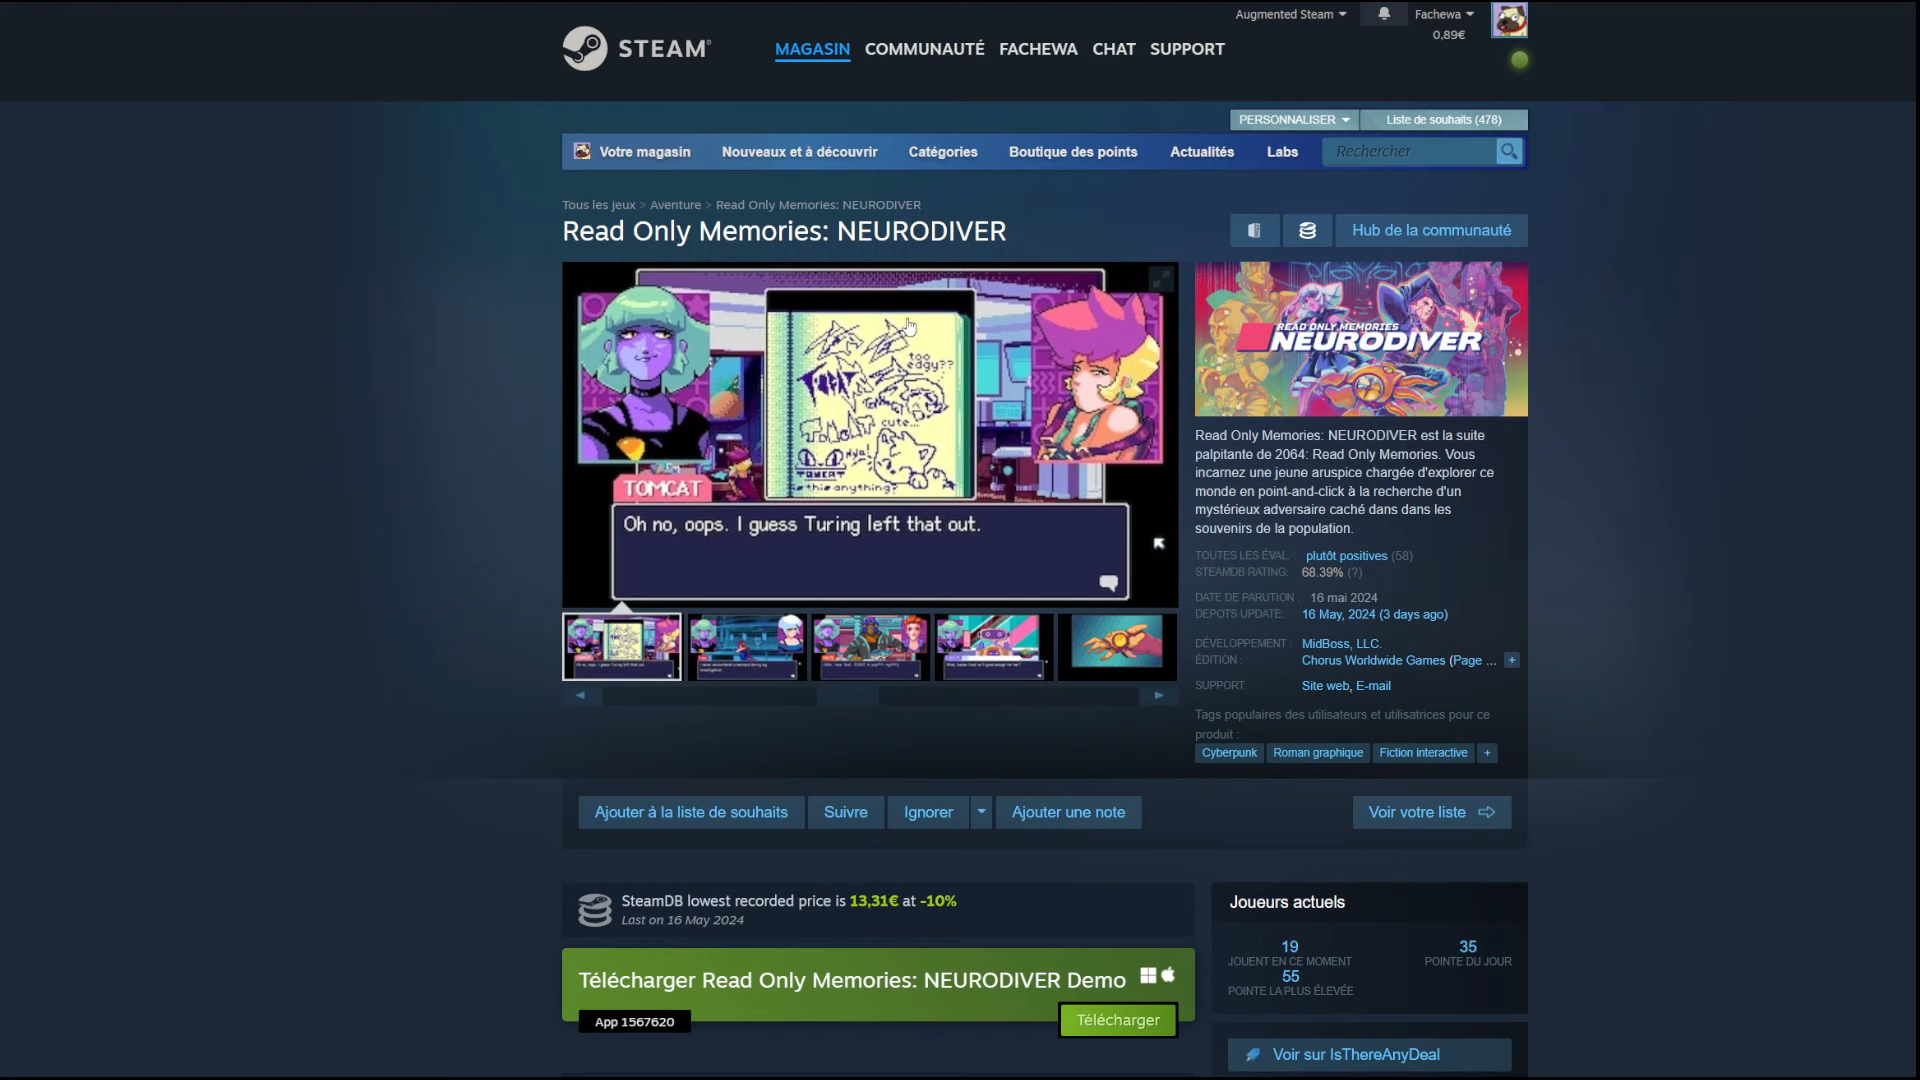 Augmented Steam
Fachewa
0,89€
STEAM®
MAGASIN COMMUNAUTÉ FACHEWA CHAT SUPPORT
PERSONNALISER
Liste de souhaits (478)
Votre magasin Nouveaux et à découvrir Catégories Boutique des points Actualités Labs
Rechercher
Tous les jeux > Aventure > Read Only Memories: NEURODIVER
Read Only Memories: NEURODIVER
Hub de la communauté
too
edgy??
cute...
nya!
TOMCAT
is this anything?
TOMCAT
Oh no, oops. I guess Turing left that out.
READ ONLY MEMORIES
NEURODIVER
Read Only Memories: NEURODIVER est la suite
palpitante de 2064: Read Only Memories. Vous
incarnez une jeune aruspice chargée d'explorer ce
monde en point-and-click à la recherche d'un
mystérieux adversaire caché dans dans les
souvenirs de la population.
TOUTES LES ÉVAL. : plutôt positives (58)
STEAMDB RATING: 68.39% (?)
DATE DE PARUTION : 16 mai 2024
DEPOTS UPDATE: 16 May, 2024 (3 days ago)
DÉVELOPPEMENT : MidBoss, LLC.
ÉDITION : Chorus Worldwide Games (Page ... +
SUPPORT: Site web, E-mail
Tags populaires des utilisateurs et utilisatrices pour ce
produit :
Cyberpunk Roman graphique Fiction interactive +
Ajouter à la liste de souhaits Suivre Ignorer Ajouter une note Voir votre liste
SteamDB lowest recorded price is 13,31€ at -10%
Last on 16 May 2024
Télécharger Read Only Memories: NEURODIVER Demo
App 1567620
Télécharger
Joueurs actuels
19
JOUENT EN CE MOMENT
35
POINTE DU JOUR
55
POINTE LA PLUS ÉLEVÉE
Voir sur IsThereAnyDeal